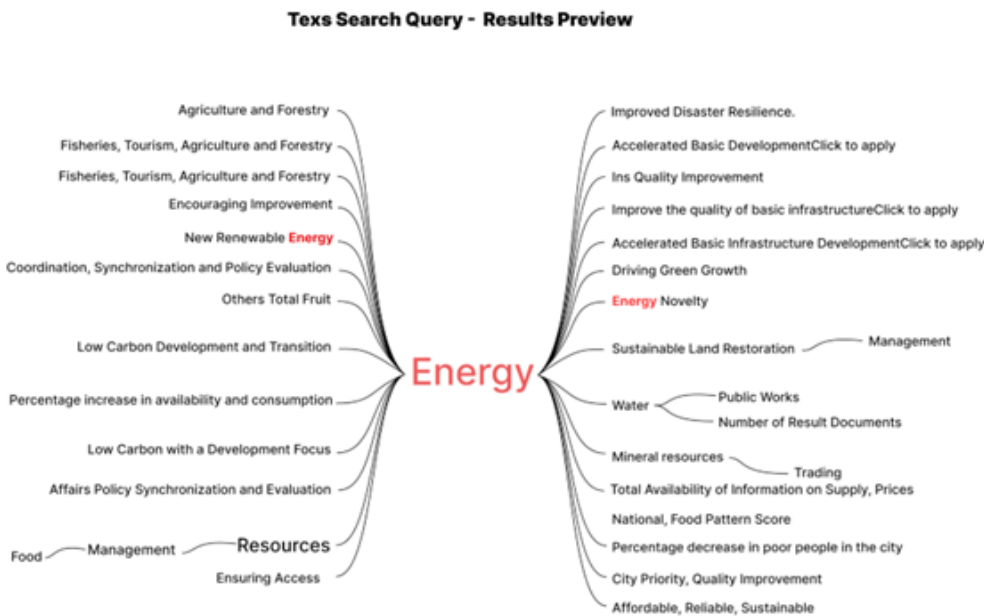 Texs Search Query - Results Preview
Agriculture and Forestry
Fisheries, Tourism, Agriculture and Forestry
Fisheries, Tourism, Agriculture and Forestry
Encouraging Improvement
New Renewable Energy
Coordination, Synchronization and Policy Evaluation
Others Total Fruit
Low Carbon Development and Transition
Percentage increase in availability and consumption
Low Carbon with a Development Focus
Affairs Policy Synchronization and Evaluation
Food Management Resources
Ensuring Access
Energy
Improved Disaster Resilience.
Accelerated Basic DevelopmentClick to apply
Ins Quality Improvement
Improve the quality of basic infrastructureClick to apply
Accelerated Basic Infrastructure DevelopmentClick to apply
Driving Green Growth
Energy Novelty
Sustainable Land Restoration Management
Water
Public Works
Number of Result Documents
Mineral resources
Trading
Total Availability of Information on Supply, Prices
National, Food Pattern Score
Percentage decrease in poor people in the city
City Priority, Quality Improvement
Affordable, Reliable, Sustainable